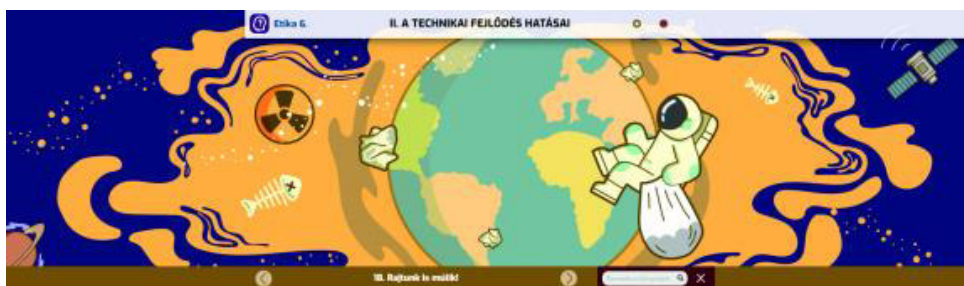 Etika 6.
II. A TECHNIKAI FEJLŐDÉS HATÁSAI
18. Rajtunk is múlik!